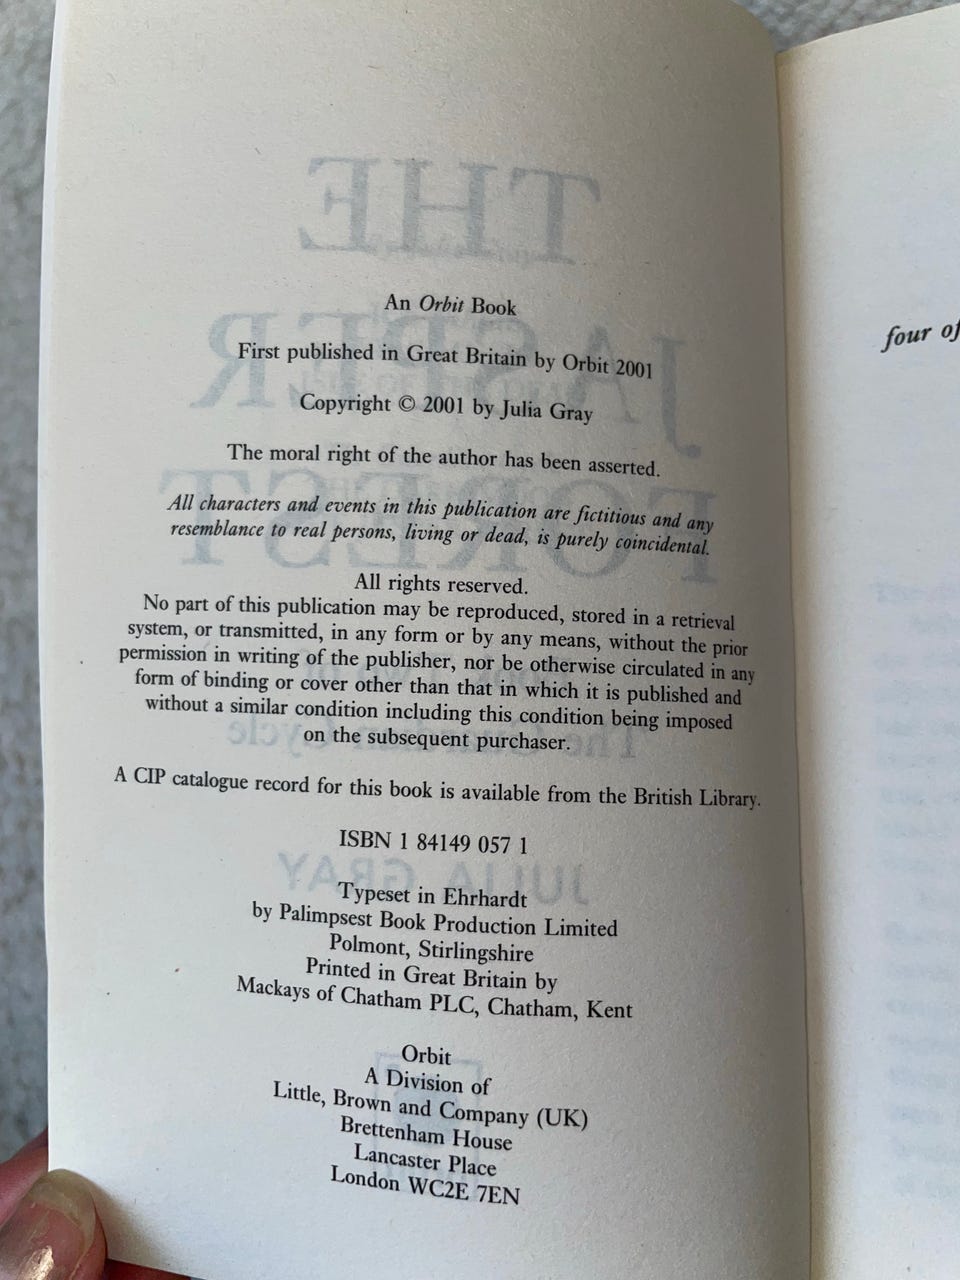 An Orbit Book
First published in Great Britain by Orbit 2001
Copyright © 2001 by Julia Gray
The moral right of the author has been asserted.
All characters and events in this publication are fictitious and any
resemblance to real persons, living or dead, is purely coincidental.
All rights reserved.
No part of this publication may be reproduced, stored in a retrieval
system, or transmitted, in any form or by any means, without the prior
permission in writing of the publisher, nor be otherwise circulated in any
form of binding or cover other than that in which it is published and
without a similar condition including this condition being imposed
on the subsequent purchaser.
A CIP catalogue record for this book is available from the British Library.
ISBN 1 84149 057 1
Typeset in Ehrhardt
by Palimpsest Book Production Limited
Polmont, Stirlingshire
Printed in Great Britain by
Mackays of Chatham PLC, Chatham, Kent
Orbit
A Division of
Little, Brown and Company (UK)
Brettenham House
Lancaster Place
London WC2E 7EN
four of
THE
JASPER
FOREST
JULIA GRAY